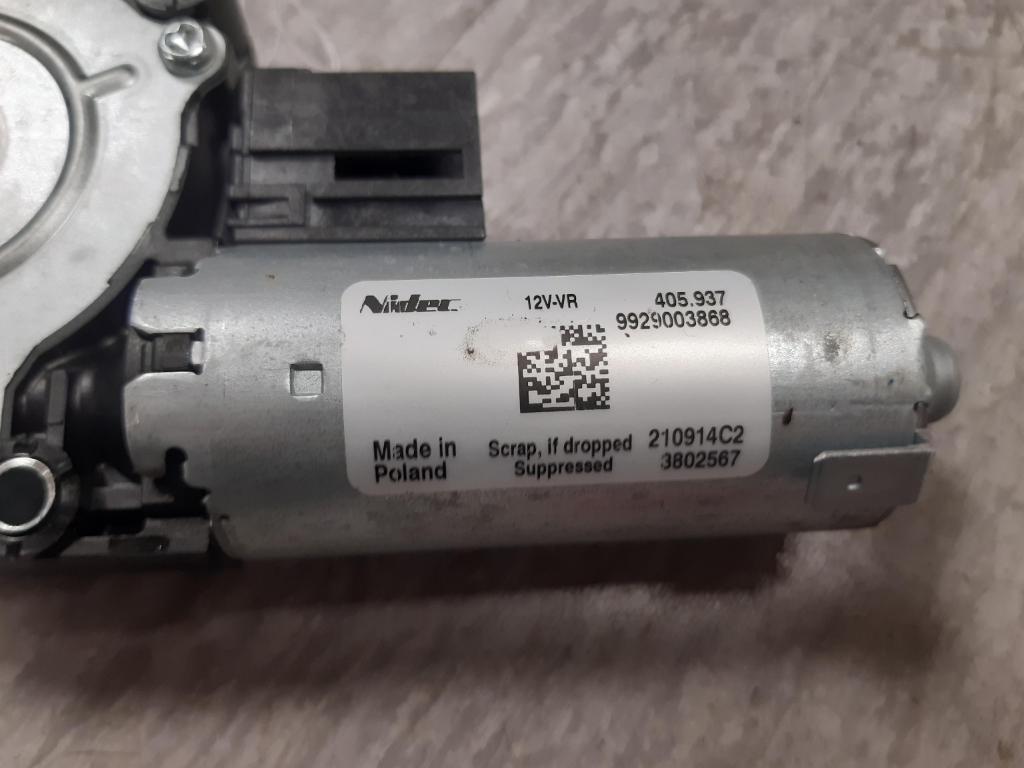 Nidec 12V-VR 405.937
9929003868
Made in Poland
Scrap, if dropped
Suppressed
210914C2
3802567